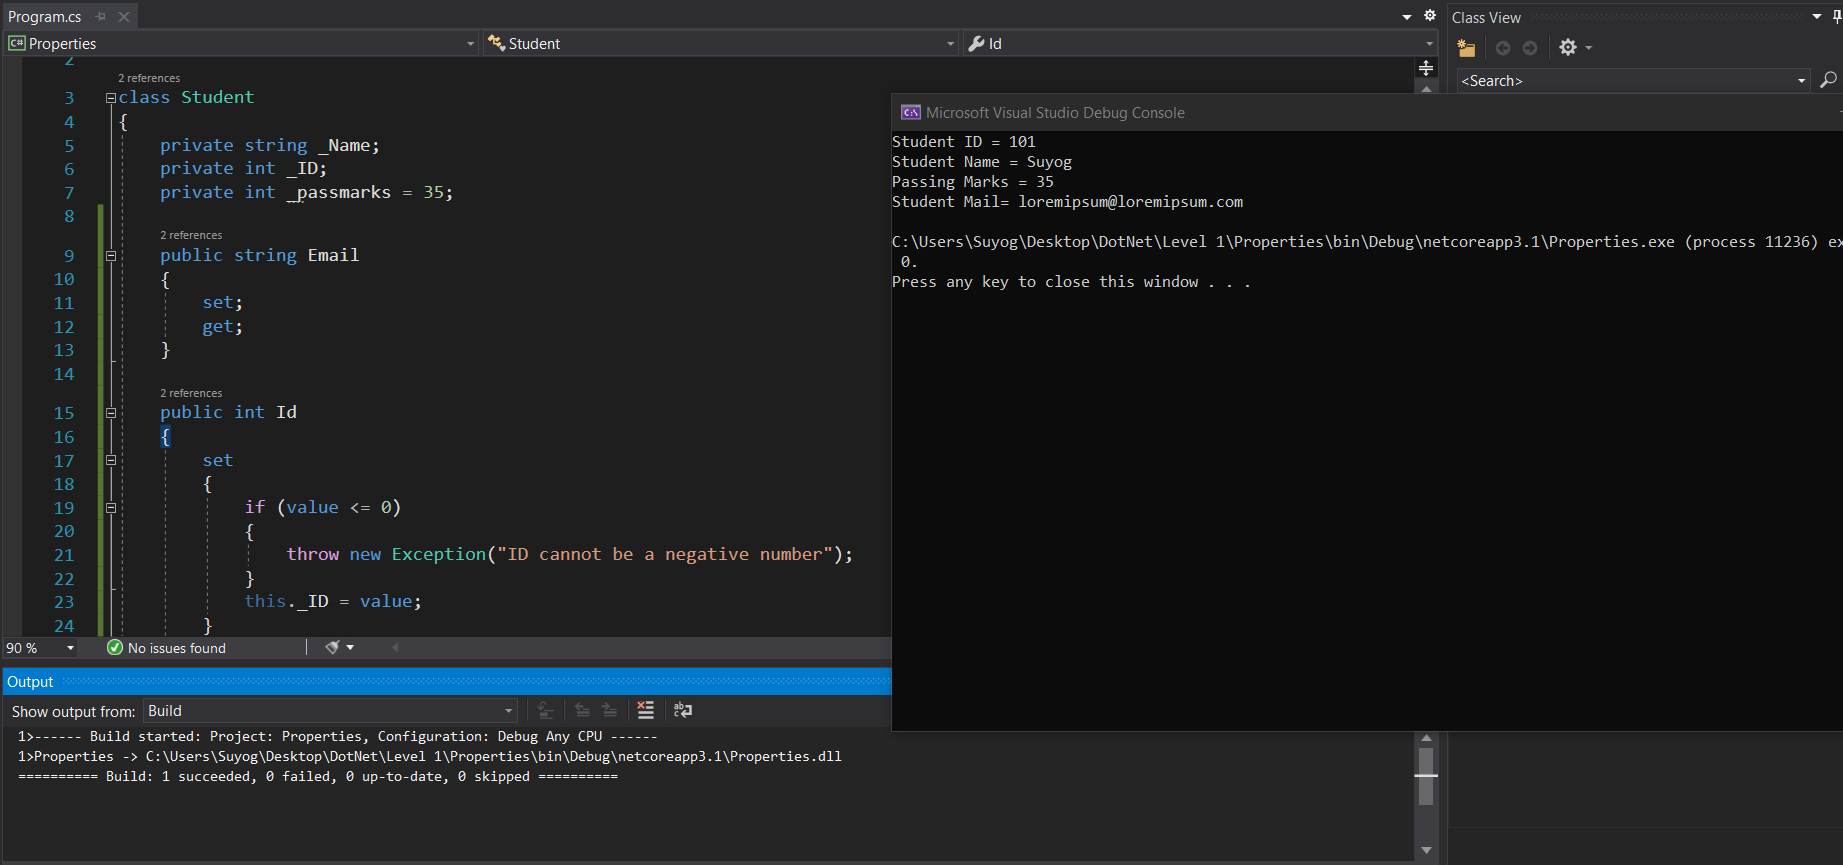 Program.cs
Properties
Student
Id
2
2 references
3 class Student
4 {
5 private string _Name;
6 private int _ID;
7 private int _passmarks = 35;
8
2 references
9 public string Email
10 {
11 set;
12 get;
13 }
14
2 references
15 public int Id
16 {
17 set
18 {
19 if (value <= 0)
20 {
21 throw new Exception("ID cannot be a negative number");
22 }
23 this._ID = value;
24 }
90 %
No issues found
Output
Show output from: Build
1>------ Build started: Project: Properties, Configuration: Debug Any CPU ------
1>Properties -> C:\Users\Suyog\Desktop\DotNet\Level 1\Properties\bin\Debug\netcoreapp3.1\Properties.dll
========== Build: 1 succeeded, 0 failed, 0 up-to-date, 0 skipped ==========
Class View
<Search>
C:\ Microsoft Visual Studio Debug Console
Student ID = 101
Student Name = Suyog
Passing Marks = 35
Student Mail= loremipsum@loremipsum.com
C:\Users\Suyog\Desktop\DotNet\Level 1\Properties\bin\Debug\netcoreapp3.1\Properties.exe (process 11236) ex
0.
Press any key to close this window . . .